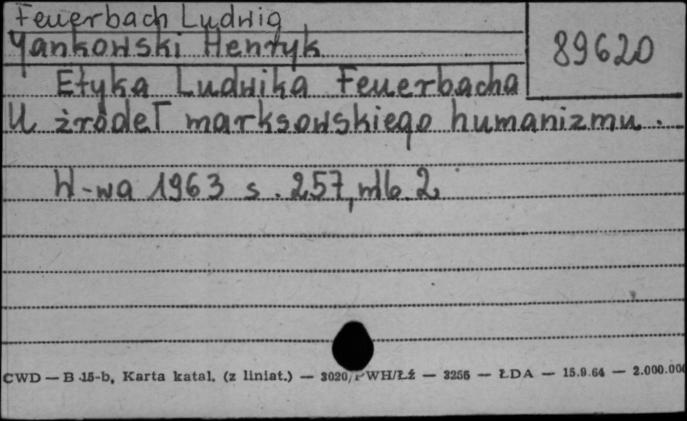 Feuerbach Ludwig
Jankowski Henryk
89620
Etyka Ludwika Feuerbacha
U źródeł marksowskiego humanizmu.
W-wa 1963 s. 257, nlb. 2
CWD — B 15-b, Karta katal. (z liniat.) — 3020/PWH/Łź — 3256 — ŁDA — 15.9.64 — 2.000.000